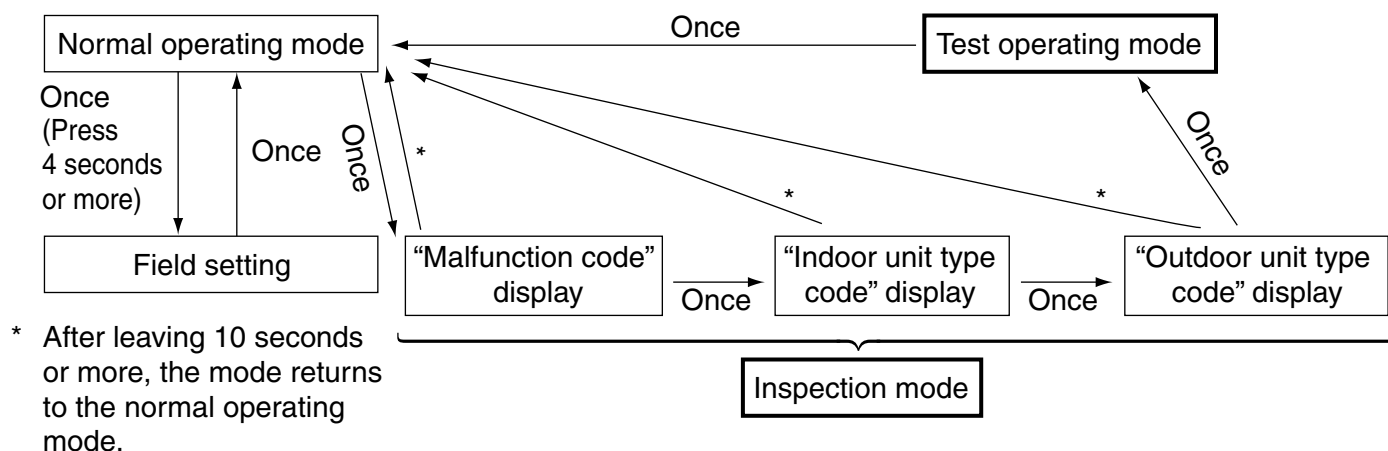 Normal operating mode
Once
Test operating mode
Once
(Press
4 seconds
or more)
Once
Once
*
*
*
Once
Field setting
“Malfunction code”
display
Once
“Indoor unit type
code” display
Once
“Outdoor unit type
code” display
* After leaving 10 seconds
or more, the mode returns
to the normal operating
mode.
Inspection mode